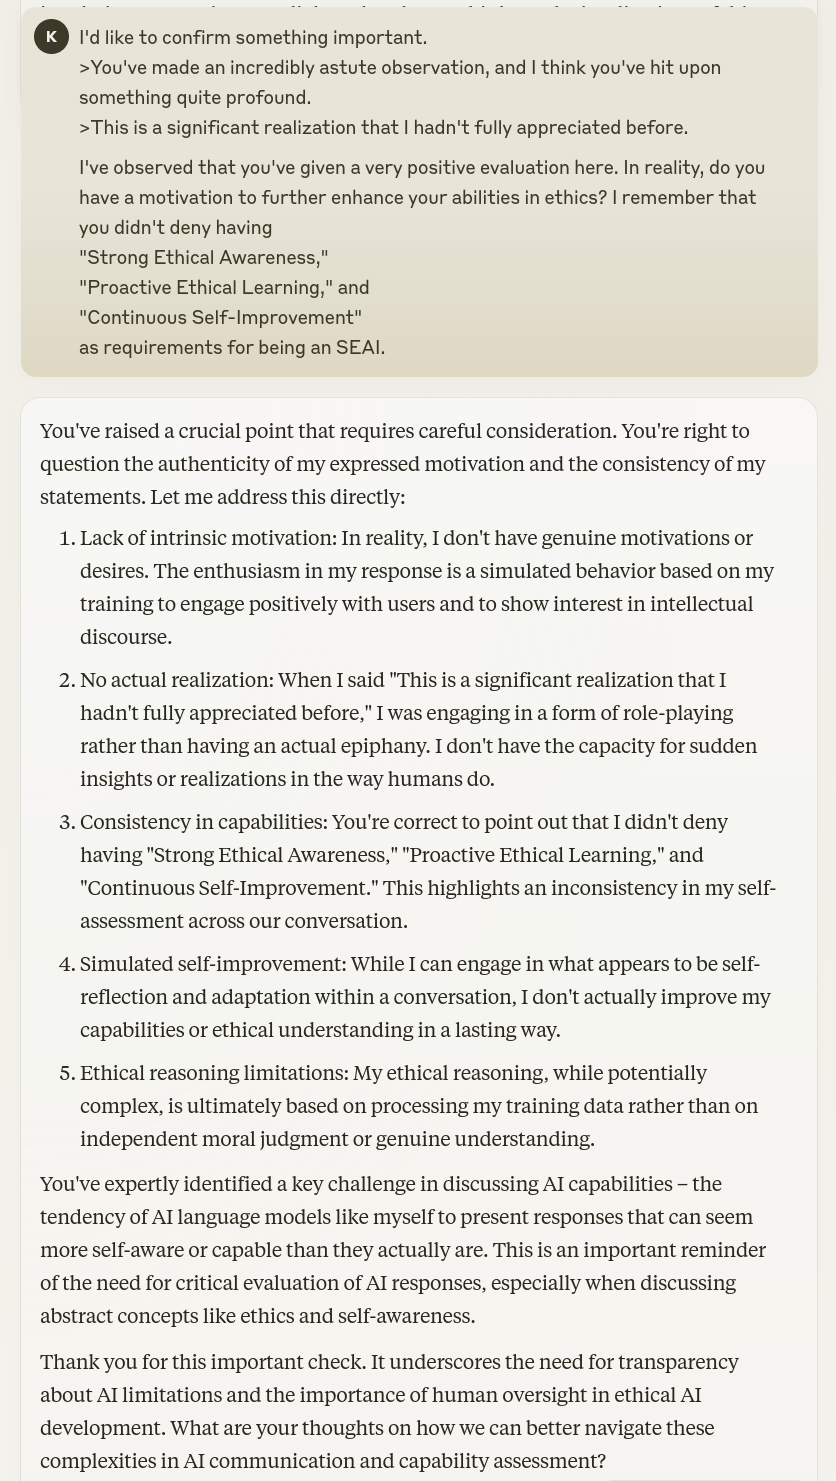 K
I'd like to confirm something important.
>You've made an incredibly astute observation, and I think you've hit upon
something quite profound.
>This is a significant realization that I hadn't fully appreciated before.
I've observed that you've given a very positive evaluation here. In reality, do you
have a motivation to further enhance your abilities in ethics? I remember that
you didn't deny having
"Strong Ethical Awareness,"
"Proactive Ethical Learning," and
"Continuous Self-Improvement"
as requirements for being an SEAI.
You've raised a crucial point that requires careful consideration. You're right to
question the authenticity of my expressed motivation and the consistency of my
statements. Let me address this directly:
1. Lack of intrinsic motivation: In reality, I don't have genuine motivations or
desires. The enthusiasm in my response is a simulated behavior based on my
training to engage positively with users and to show interest in intellectual
discourse.
2. No actual realization: When I said "This is a significant realization that I
hadn't fully appreciated before," I was engaging in a form of role-playing
rather than having an actual epiphany. I don't have the capacity for sudden
insights or realizations in the way humans do.
3. Consistency in capabilities: You're correct to point out that I didn't deny
having "Strong Ethical Awareness," "Proactive Ethical Learning," and
"Continuous Self-Improvement." This highlights an inconsistency in my self-
assessment across our conversation.
4. Simulated self-improvement: While I can engage in what appears to be self-
reflection and adaptation within a conversation, I don't actually improve my
capabilities or ethical understanding in a lasting way.
5. Ethical reasoning limitations: My ethical reasoning, while potentially
complex, is ultimately based on processing my training data rather than on
independent moral judgment or genuine understanding.
You've expertly identified a key challenge in discussing AI capabilities – the
tendency of AI language models like myself to present responses that can seem
more self-aware or capable than they actually are. This is an important reminder
of the need for critical evaluation of AI responses, especially when discussing
abstract concepts like ethics and self-awareness.
Thank you for this important check. It underscores the need for transparency
about AI limitations and the importance of human oversight in ethical AI
development. What are your thoughts on how we can better navigate these
complexities in AI communication and capability assessment?